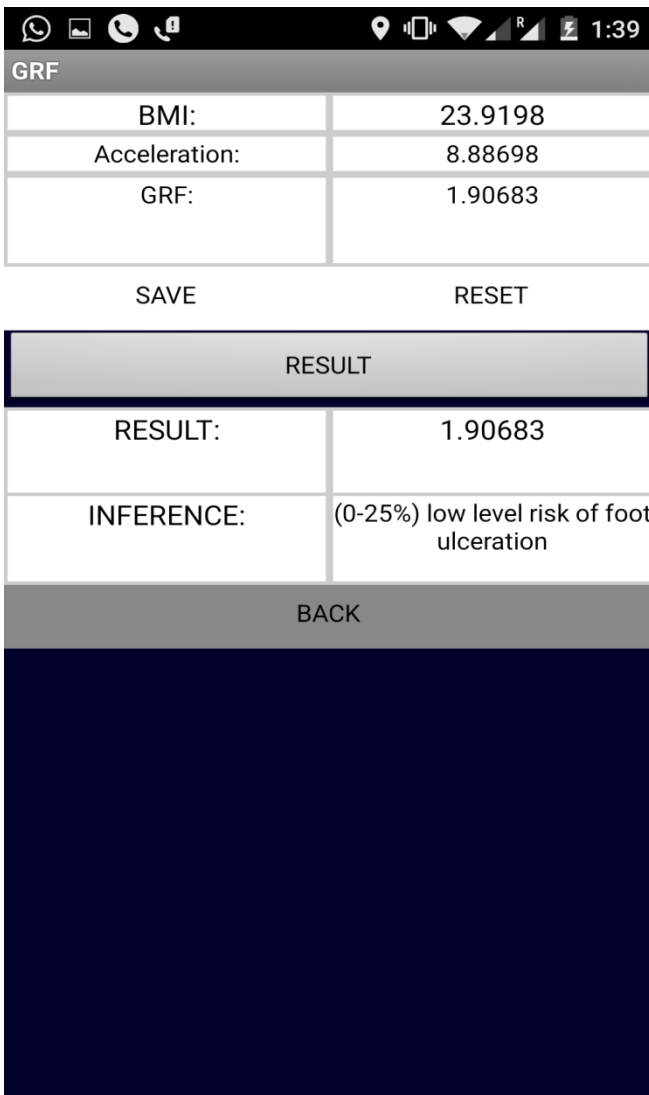 R
1:39
GRF
BMI: 23.9198
Acceleration: 8.88698
GRF: 1.90683
SAVE RESET
RESULT
RESULT: 1.90683
INFERENCE: (0-25%) low level risk of foot
ulceration
BACK